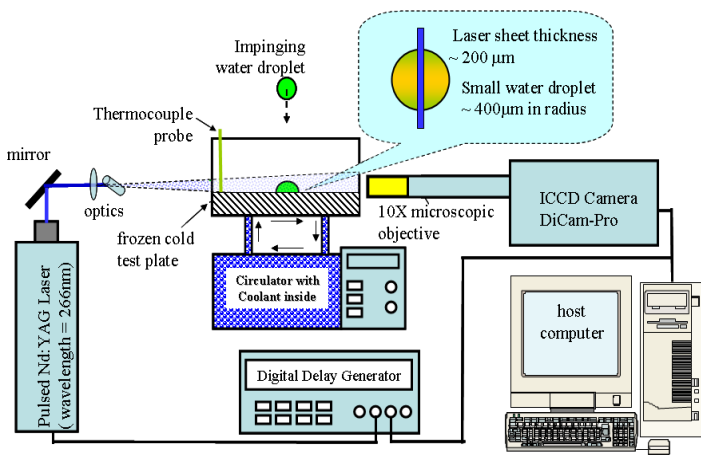 Impinging
water droplet
Laser sheet thickness
~ 200 µm
Small water droplet
~ 400µm in radius
Thermocouple
probe
mirror
optics
frozen cold
test plate
10X microscopic
objective
ICCD Camera
DiCam-Pro
Circulator with
Coolant inside
Pulsed Nd:YAG Laser
( wavelength = 266nm)
Digital Delay Generator
host
computer